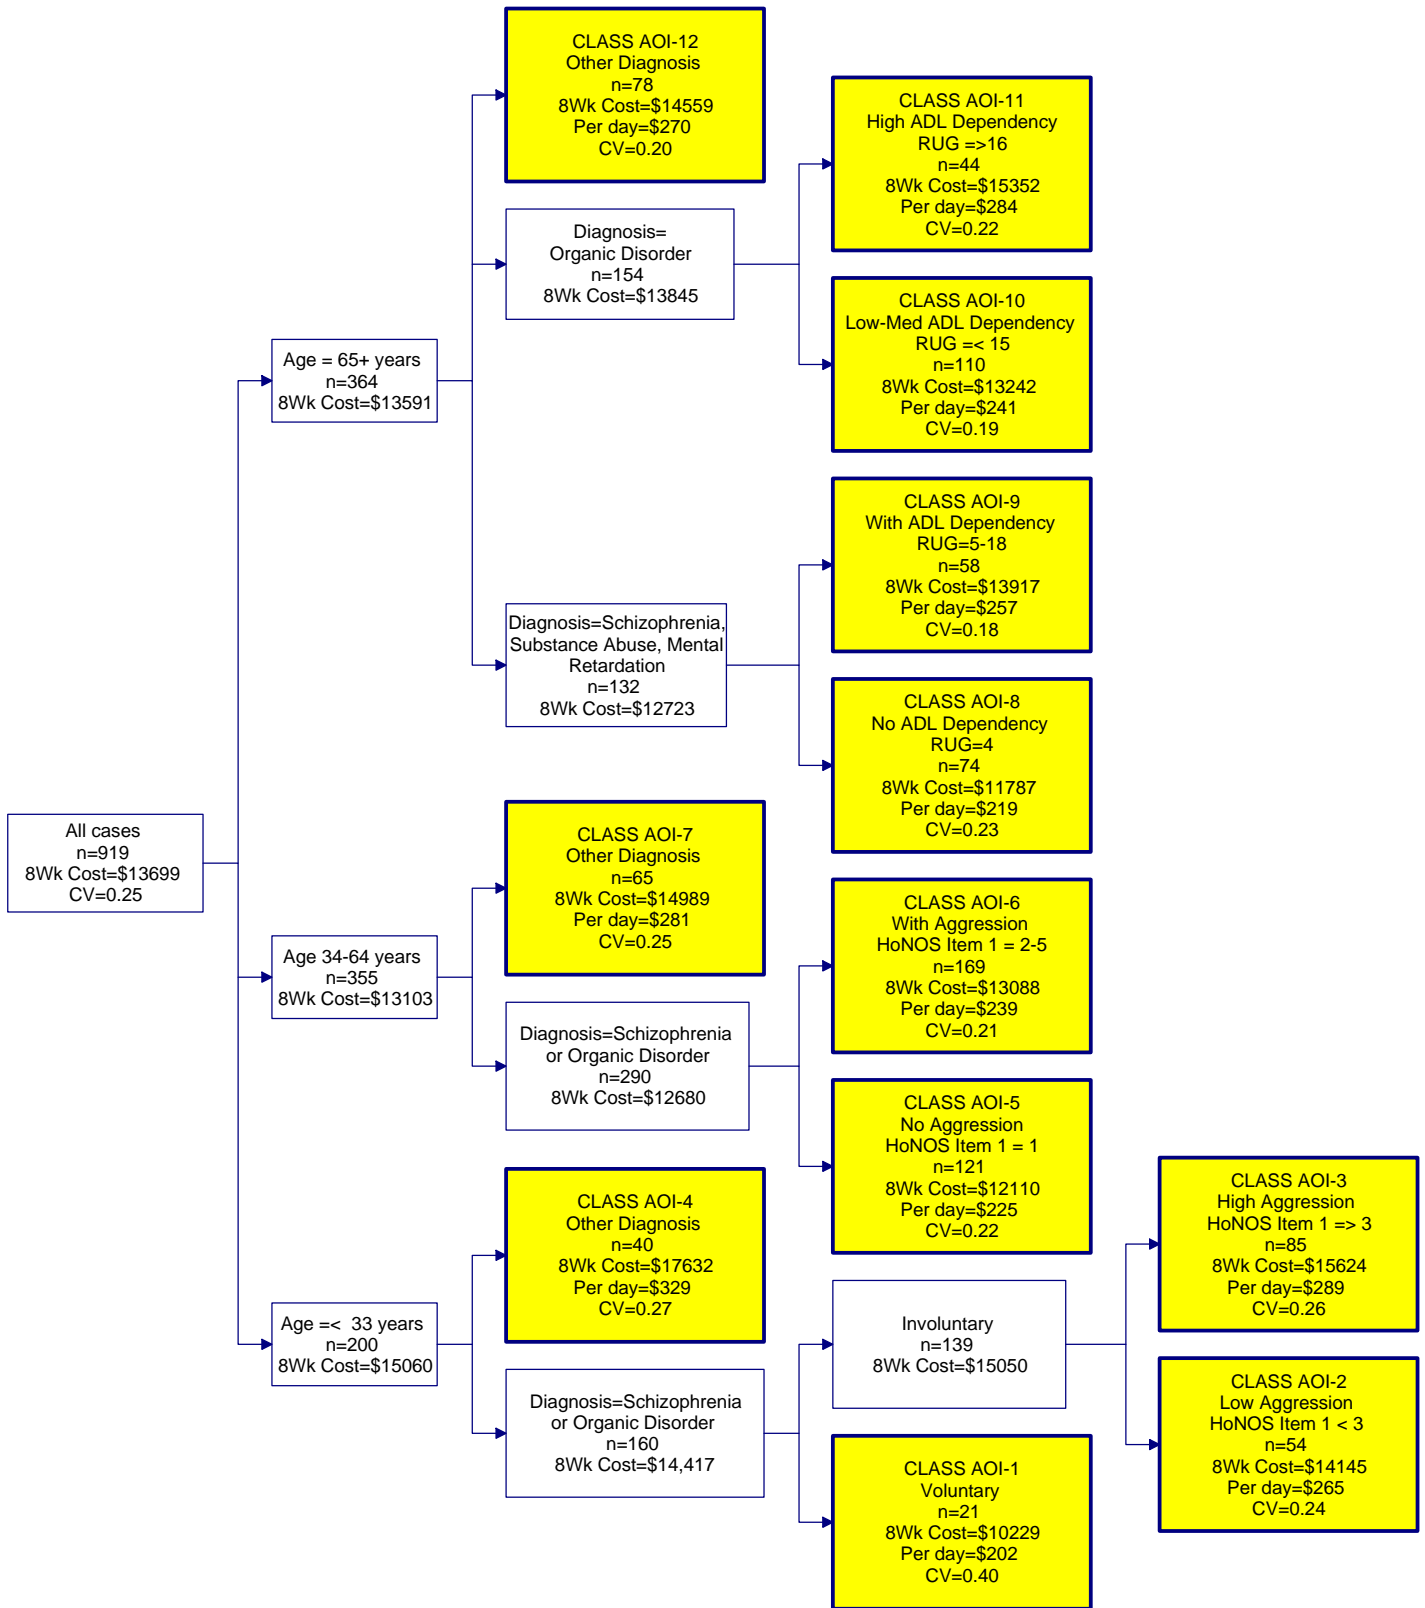 All cases
n=919
8Wk Cost=$13699
CV=0.25
Age = 65+ years
n=364
8Wk Cost=$13591
Age 34-64 years
n=355
8Wk Cost=$13103
Age =< 33 years
n=200
8Wk Cost=$15060
CLASS AOI-12
Other Diagnosis
n=78
8Wk Cost=$14559
Per day=$270
CV=0.20
Diagnosis=
Organic Disorder
n=154
8Wk Cost=$13845
Diagnosis=Schizophrenia,
Substance Abuse, Mental
Retardation
n=132
8Wk Cost=$12723
CLASS AOI-7
Other Diagnosis
n=65
8Wk Cost=$14989
Per day=$281
CV=0.25
Diagnosis=Schizophrenia
or Organic Disorder
n=290
8Wk Cost=$12680
CLASS AOI-4
Other Diagnosis
n=40
8Wk Cost=$17632
Per day=$329
CV=0.27
Diagnosis=Schizophrenia
or Organic Disorder
n=160
8Wk Cost=$14,417
CLASS AOI-11
High ADL Dependency
RUG =>16
n=44
8Wk Cost=$15352
Per day=$284
CV=0.22
CLASS AOI-10
Low-Med ADL Dependency
RUG =< 15
n=110
8Wk Cost=$13242
Per day=$241
CV=0.19
CLASS AOI-9
With ADL Dependency
RUG=5-18
n=58
8Wk Cost=$13917
Per day=$257
CV=0.18
CLASS AOI-8
No ADL Dependency
RUG=4
n=74
8Wk Cost=$11787
Per day=$219
CV=0.23
CLASS AOI-6
With Aggression
HoNOS Item 1 = 2-5
n=169
8Wk Cost=$13088
Per day=$239
CV=0.21
CLASS AOI-5
No Aggression
HoNOS Item 1 = 1
n=121
8Wk Cost=$12110
Per day=$225
CV=0.22
Involuntary
n=139
8Wk Cost=$15050
CLASS AOI-1
Voluntary
n=21
8Wk Cost=$10229
Per day=$202
CV=0.40
CLASS AOI-3
High Aggression
HoNOS Item 1 => 3
n=85
8Wk Cost=$15624
Per day=$289
CV=0.26
CLASS AOI-2
Low Aggression
HoNOS Item 1 < 3
n=54
8Wk Cost=$14145
Per day=$265
CV=0.24